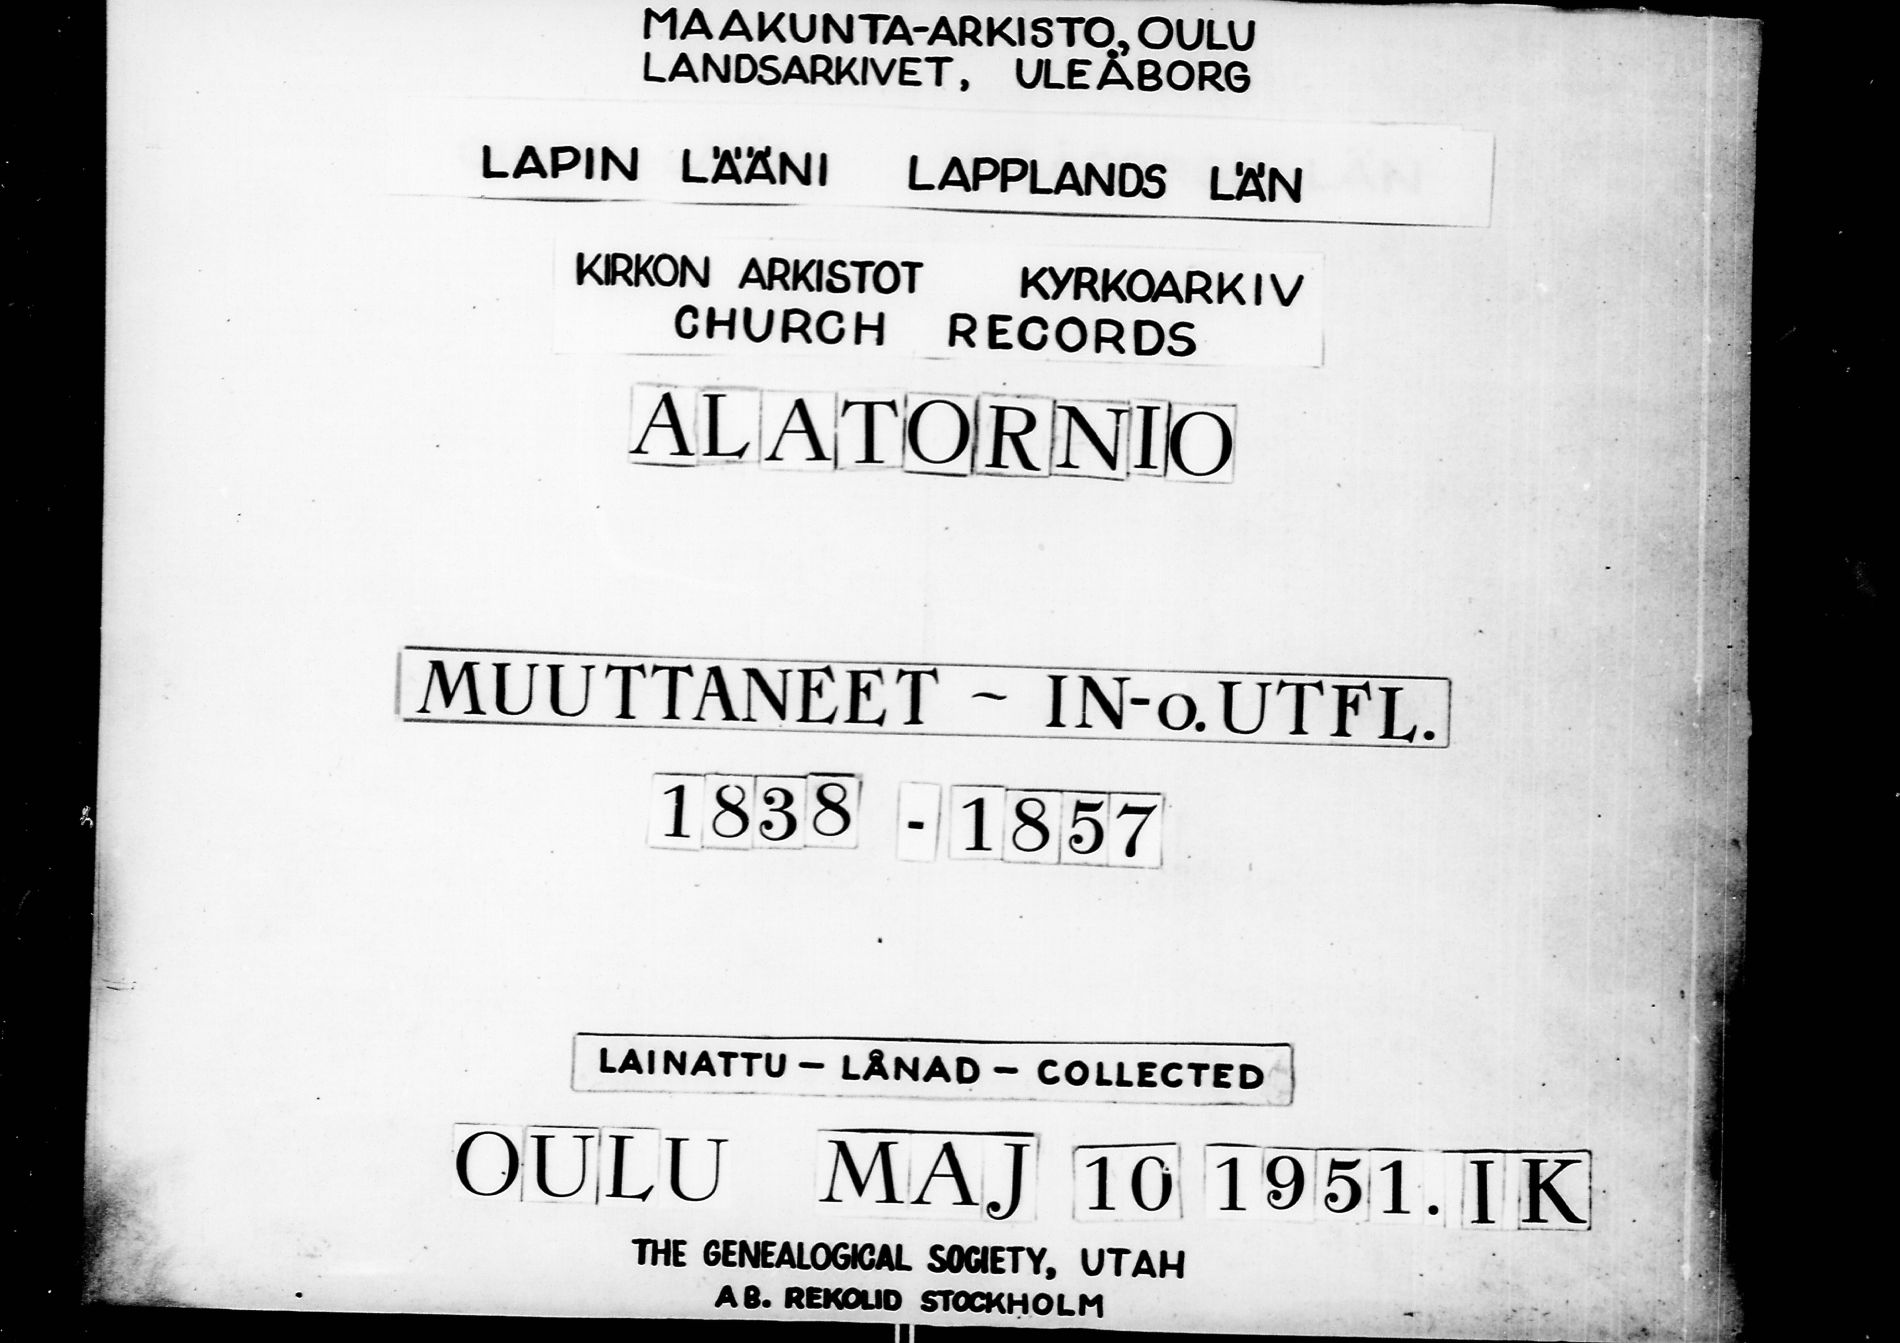 MAAKUNTA-ARKISTO, OULU
LANDSARKIVET, ULEÅBORG
LAPIN LÄÄNI LAPPLANDS LÄN
KIRKON ARKISTOT KYRKOARKIV
CHURCH RECORDS
ALATORNIO
MUUTTANEET ~ IN-o. UTFL.
1838 - 1857
LAINATTU - LÅNAD - COLLECTED
OULU MAJ 10 1951. IK
THE GENEALOGICAL SOCIETY, UTAH
AB. REKOLID STOCKHOLM